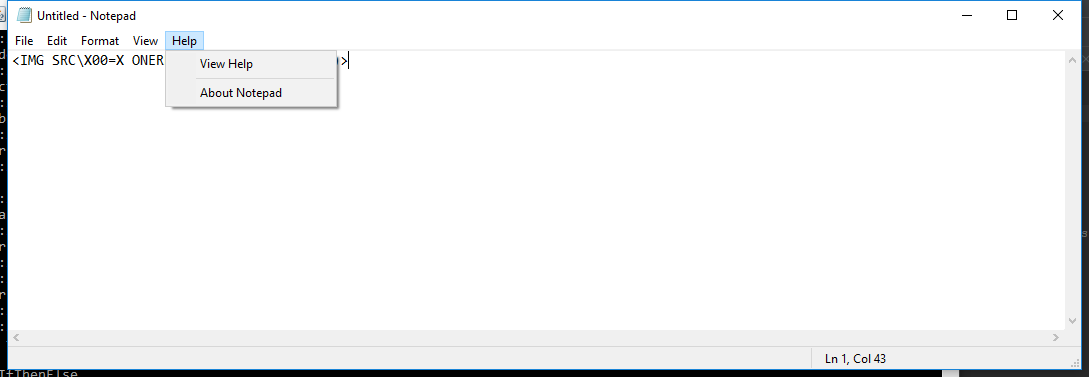 Untitled - Notepad
File Edit Format View Help
<IMG SRC\X00=X ONER
>
View Help
About Notepad
Ln 1, Col 43
IfThenElse